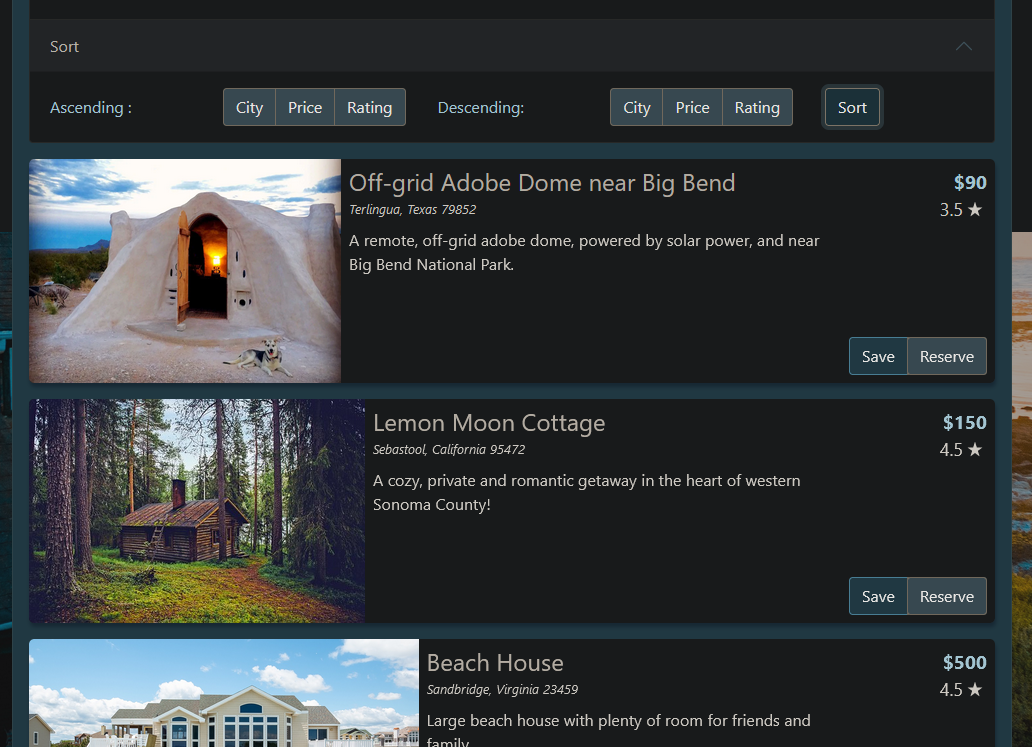 Sort
Ascending : City Price Rating Descending: City Price Rating Sort
Off-grid Adobe Dome near Big Bend $90
Terlingua, Texas 79852 3.5 ★
A remote, off-grid adobe dome, powered by solar power, and near
Big Bend National Park.
Save Reserve
Lemon Moon Cottage $150
Sebastool, California 95472 4.5 ★
A cozy, private and romantic getaway in the heart of western
Sonoma County!
Save Reserve
Beach House $500
Sandbridge, Virginia 23459 4.5 ★
Large beach house with plenty of room for friends and
family